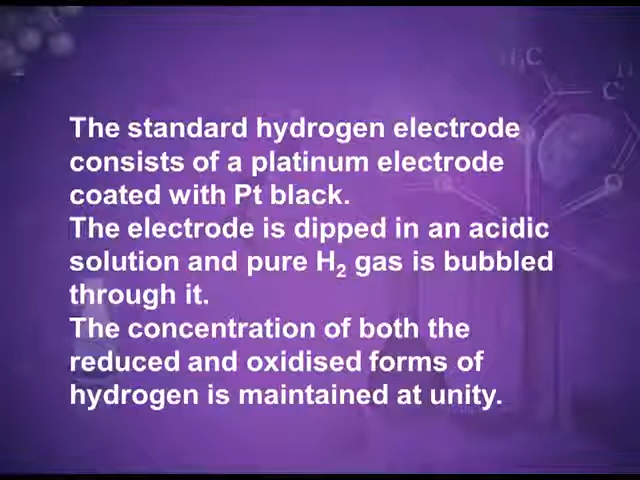 The standard hydrogen electrode
consists of a platinum electrode
coated with Pt black.
The electrode is dipped in an acidic
solution and pure H₂ gas is bubbled
through it.
The concentration of both the
reduced and oxidised forms of
hydrogen is maintained at unity.